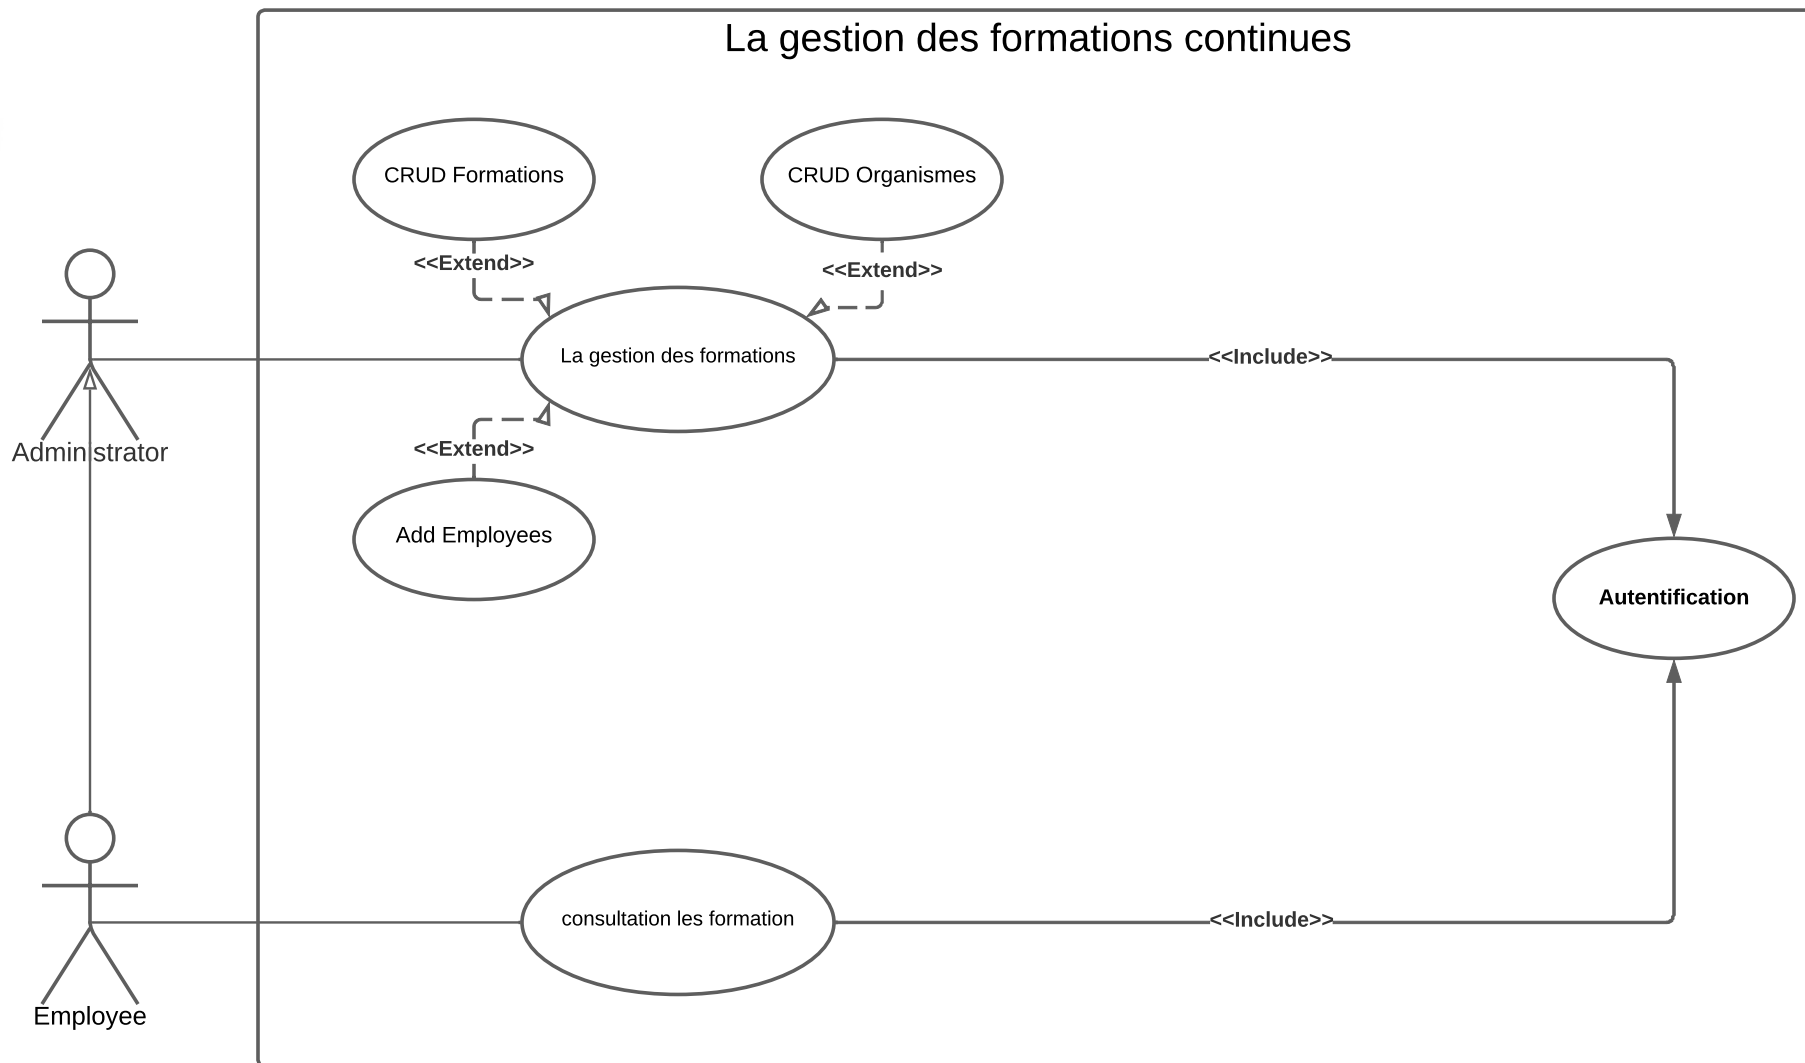 La gestion des formations continues
CRUD Formations
CRUD Organismes
<<Extend>>
<<Extend>>
La gestion des formations
<<Include>>
Administrator
<<Extend>>
Add Employees
Autentification
consultation les formation
<<Include>>
Employee